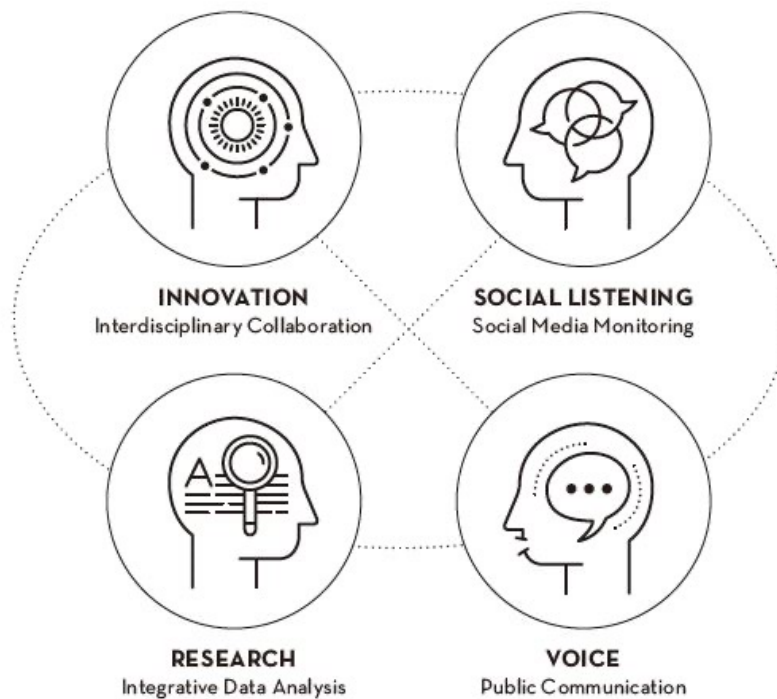 INNOVATION
Interdisciplinary Collaboration
SOCIAL LISTENING
Social Media Monitoring
A
RESEARCH
Integrative Data Analysis
VOICE
Public Communication